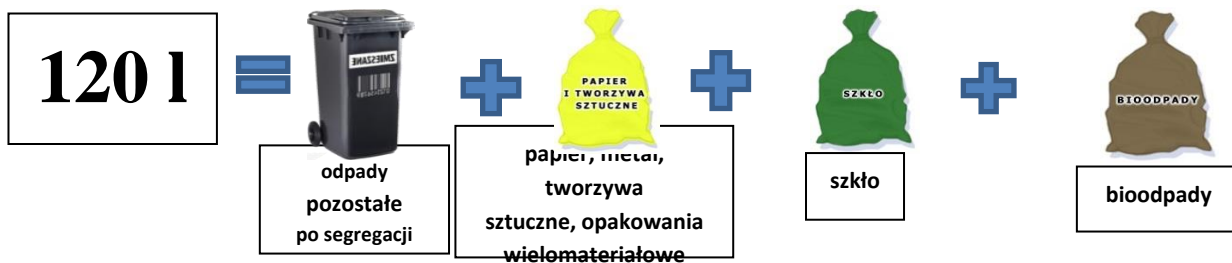 120 l
ZMIESZANE
PAPIER
I TWORZYWA
SZTUCZNE
SZKŁO
BIOODPADY
odpady
pozostałe
po segregacji
papier, metal,
tworzywa
sztuczne, opakowania
wielomateriałowe
szkło
bioodpady